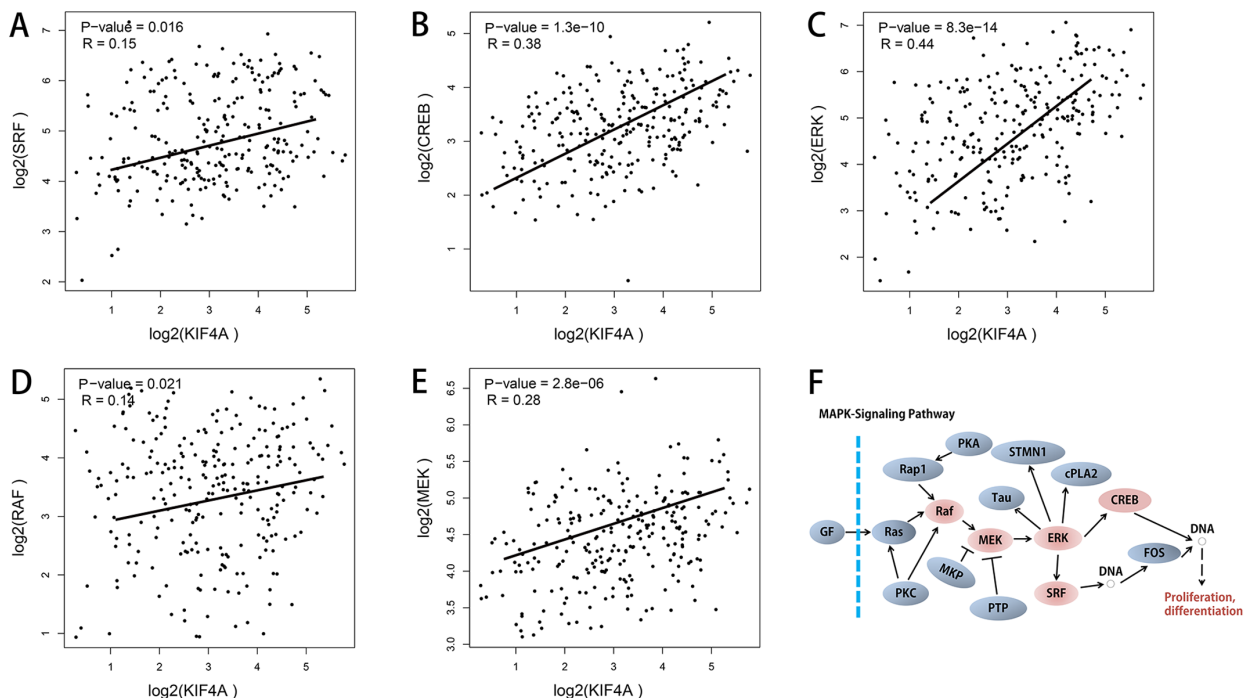 A
P-value = 0.016
R = 0.15
log2(SRF)
7
6
5
4
3
2
1 2 3 4 5
log2(KIF4A )
B
P-value = 1.3e-10
R = 0.38
log2(CREB)
5
4
3
2
1
1 2 3 4 5
log2(KIF4A )
C
P-value = 8.3e-14
R = 0.44
log2(ERK)
7
6
5
4
3
2
1 2 3 4 5
log2(KIF4A )
D
P-value = 0.021
R = 0.14
log2(RAF)
5
4
3
2
1
1 2 3 4 5
log2(KIF4A )
E
P-value = 2.8e-06
R = 0.28
log2(MEK)
6.5
6.0
5.5
5.0
4.5
4.0
3.5
3.0
1 2 3 4 5
log2(KIF4A )
F
MAPK-Signaling Pathway
PKA
STMN1
Rap1
cPLA2
Tau
CREB
Raf
GF
Ras
MEK
ERK
DNA
FOS
MKP
DNA
PKC
SRF
PTP
Proliferation,
differentiation